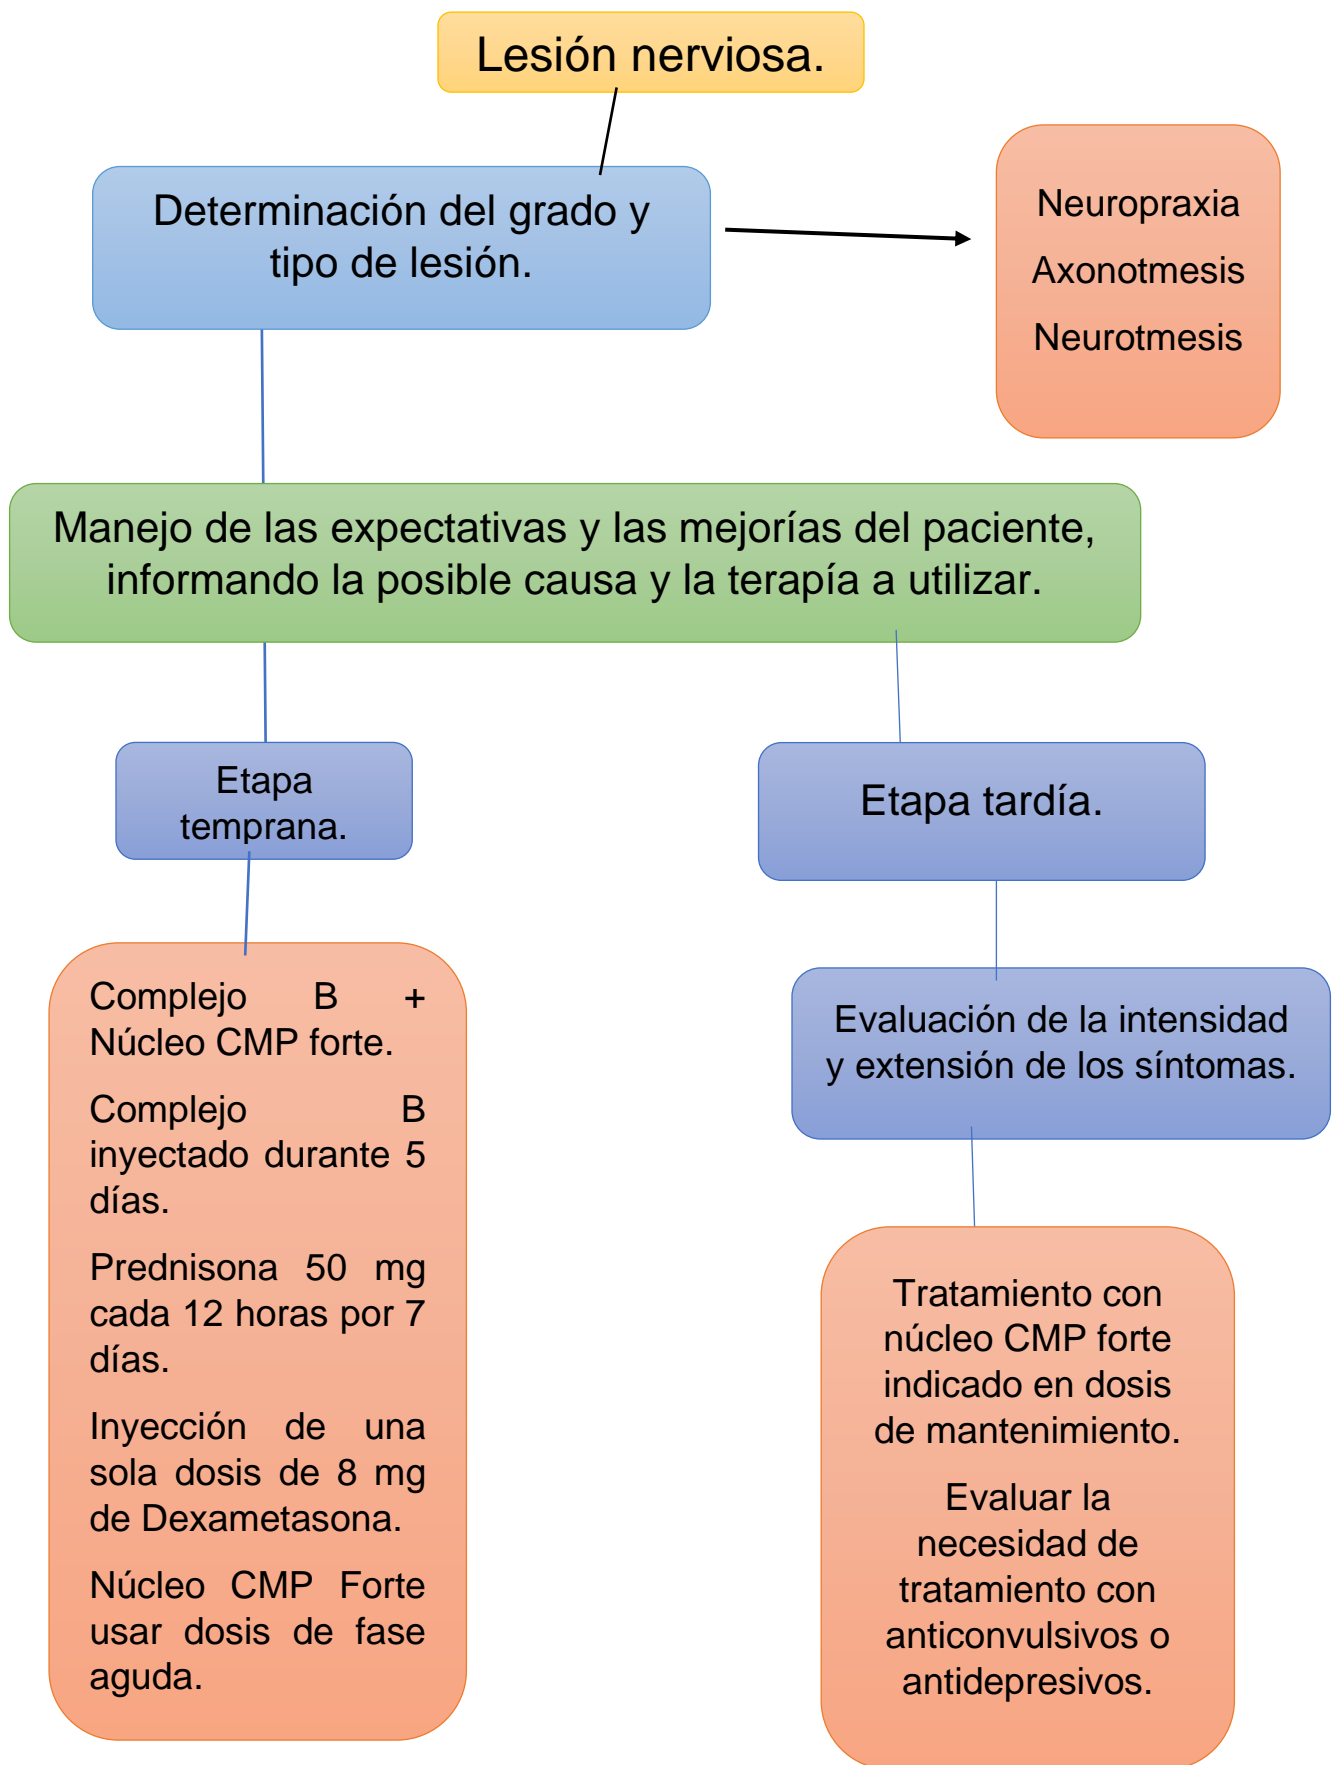 Lesión nerviosa.
Determinación del grado y
tipo de lesión.
Neuropraxia
Axonotmesis
Neurotmesis
Manejo de las expectativas y las mejorías del paciente,
informando la posible causa y la terapía a utilizar.
Etapa
temprana.
Etapa tardía.
Complejo B +
Núcleo CMP forte.
Complejo B
inyectado durante 5
días.
Prednisona 50 mg
cada 12 horas por 7
días.
Inyección de una
sola dosis de 8 mg
de Dexametasona.
Núcleo CMP Forte
usar dosis de fase
aguda.
Evaluación de la intensidad
y extensión de los síntomas.
Tratamiento con
núcleo CMP forte
indicado en dosis
de mantenimiento.
Evaluar la
necesidad de
tratamiento con
anticonvulsivos o
antidepresivos.